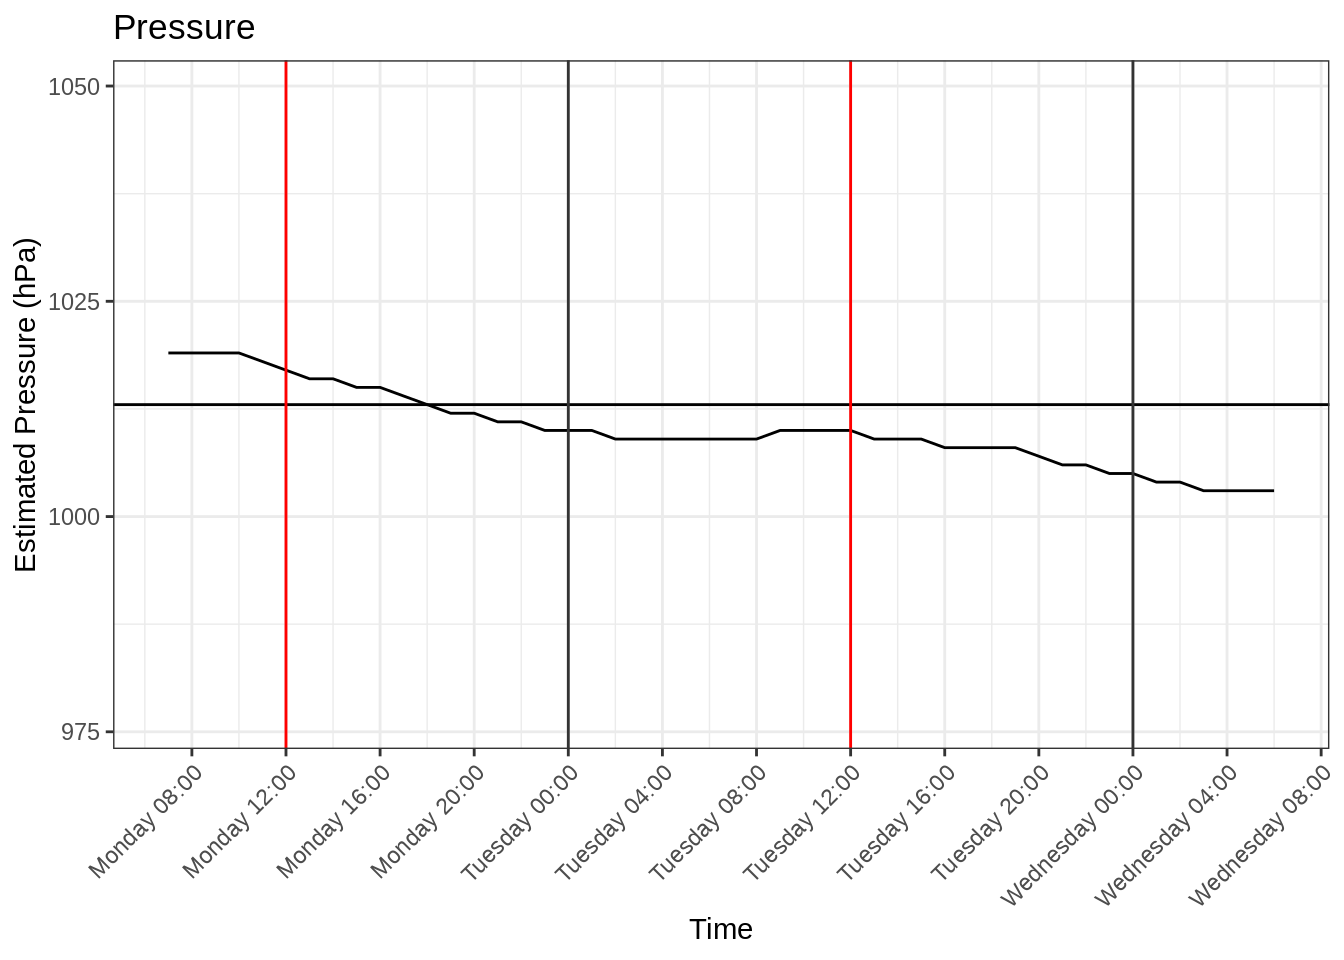 Pressure
Estimated Pressure (hPa)
1050
1025
1000
975
Monday 08:00
Monday 12:00
Monday 16:00
Monday 20:00
Tuesday 00:00
Tuesday 04:00
Tuesday 08:00
Tuesday 12:00
Tuesday 16:00
Tuesday 20:00
Wednesday 00:00
Wednesday 04:00
Wednesday 08:00
Time